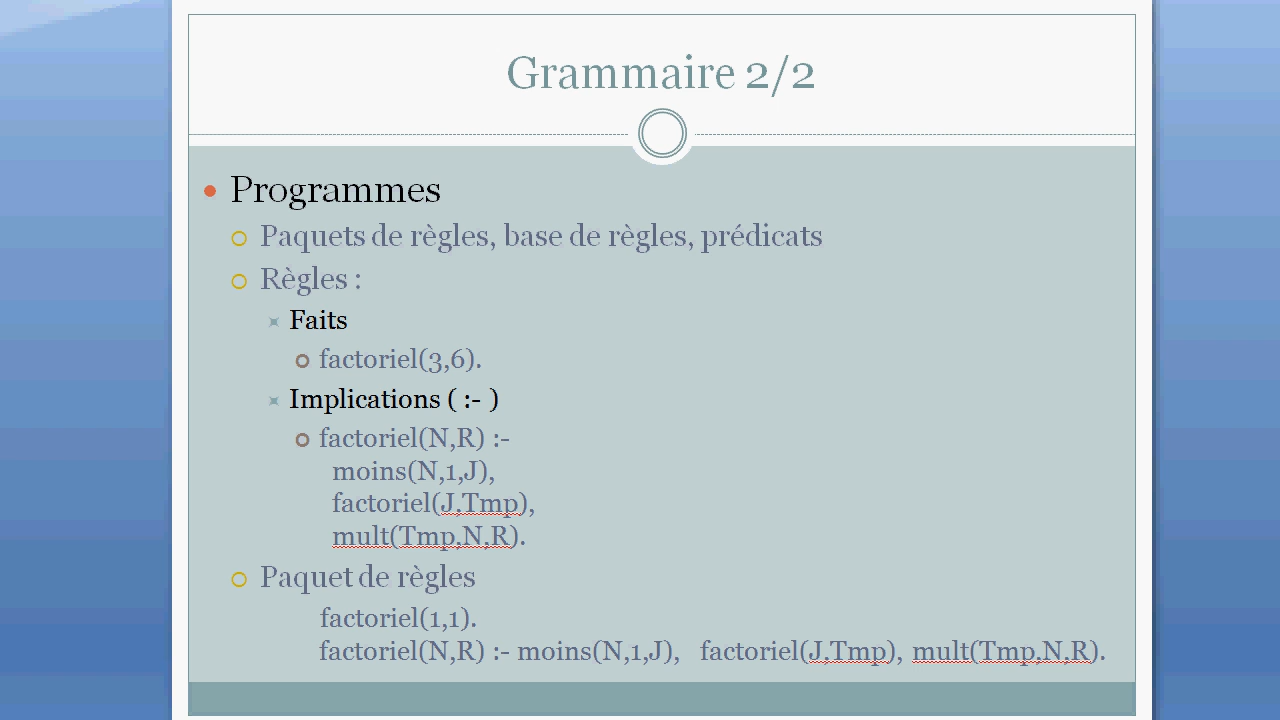 Grammaire 2/2
Programmes
Paquets de règles, base de règles, prédicats
Règles :
Faits
factoriel(3,6).
Implications ( :- )
factoriel(N,R) :-
moins(N,1,J),
factoriel(J,Tmp),
mult(Tmp,N,R).
Paquet de règles
factoriel(1,1).
factoriel(N,R) :- moins(N,1,J), factoriel(J,Tmp), mult(Tmp,N,R).